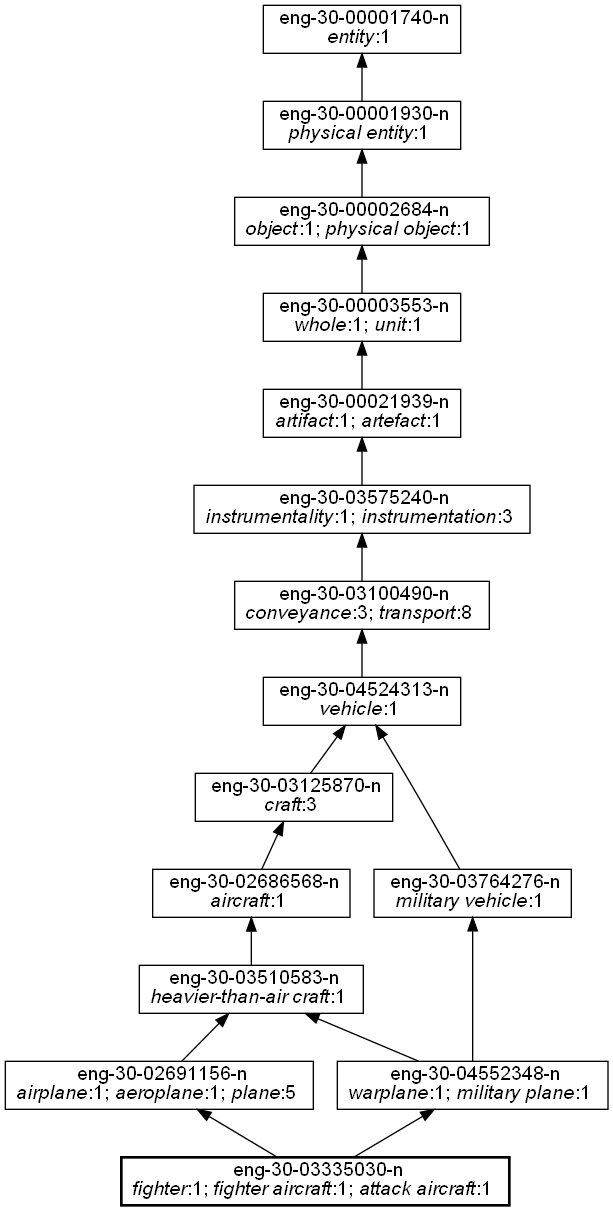 eng-30-00001740-n
entity:1
eng-30-00001930-n
physical entity:1
eng-30-00002684-n
object:1; physical object:1
eng-30-00003553-n
whole:1; unit:1
eng-30-00021939-n
artifact:1; artefact:1
eng-30-03575240-n
instrumentality:1; instrumentation:3
eng-30-03100490-n
conveyance:3; transport:8
eng-30-04524313-n
vehicle:1
eng-30-03125870-n
craft:3
eng-30-02686568-n
aircraft:1
eng-30-03764276-n
military vehicle:1
eng-30-03510583-n
heavier-than-air craft:1
eng-30-02691156-n
airplane:1; aeroplane:1; plane:5
eng-30-04552348-n
warplane:1; military plane:1
eng-30-03335030-n
fighter:1; fighter aircraft:1; attack aircraft:1